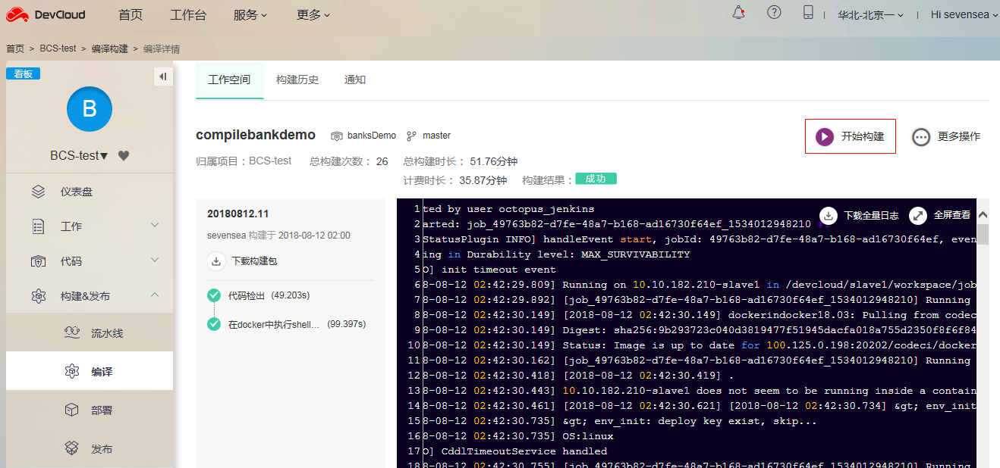 DevCloud 首页 工作台 服务 更多 华北-北京一 | Hi sevensea
首页 > BCS-test > 编译构建 > 编译详情
看板
B
BCS-test
仪表盘
工作
代码
构建&发布
流水线
编译
部署
发布
工作空间 构建历史 通知
compilebankdemo banksDemo master
开始构建 更多操作
归属项目：BCS-test 总构建次数： 26 总构建时长： 51.76分钟
计费时长： 35.87分钟 构建结果： 成功
20180812.11
sevensea 构建于 2018-08-12 02:00
下载构建包
代码检出 (49.203s)
在docker中执行shell... (99.397s)
下载全量日志 全屏查看
1 ted by user octopus_jenkins
2 arted: job_49763b82-d7fe-48a7-b168-ad16730f64ef_1534012948210 #
3 StatusPlugin INFO] handleEvent start, jobId: 49763b82-d7fe-48a7-b168-ad16730f64ef, even
4 ing in Durability level: MAX_SURVIVABILITY
5 O] init timeout event
6 8-08-12 02:42:29.809] Running on 10.10.182.210-slave1 in /devcloud/slave1/workspace/job
7 8-08-12 02:42:29.892] [job_49763b82-d7fe-48a7-b168-ad16730f64ef_1534012948210] Running
8 8-08-12 02:42:30.149] [2018-08-12 02:42:30.149] dockerindocker18.03: Pulling from codec
9 8-08-12 02:42:30.149] Digest: sha256:9b293723c040d3819477f51945dacfa018a755d2350f8f6f84
10 8-08-12 02:42:30.149] Status: Image is up to date for 100.125.0.198:20202/codeci/docker
11 8-08-12 02:42:30.162] [job_49763b82-d7fe-48a7-b168-ad16730f64ef_1534012948210] Running
12 8-08-12 02:42:30.418] [2018-08-12 02:42:30.419] .
13 8-08-12 02:42:30.443] 10.10.182.210-slave1 does not seem to be running inside a contain
14 8-08-12 02:42:30.461] [2018-08-12 02:42:30.621] [2018-08-12 02:42:30.734] &gt; env_init
15 8-08-12 02:42:30.735] &gt; env_init: deploy key exist, skip...
16 8-08-12 02:42:30.735] OS:linux
17 O] CddlTimeoutService handled
18 8-08-12 02:42:30.755] [job_49763b82-d7fe-48a7-b168-ad16730f64ef_1534012948210] Running